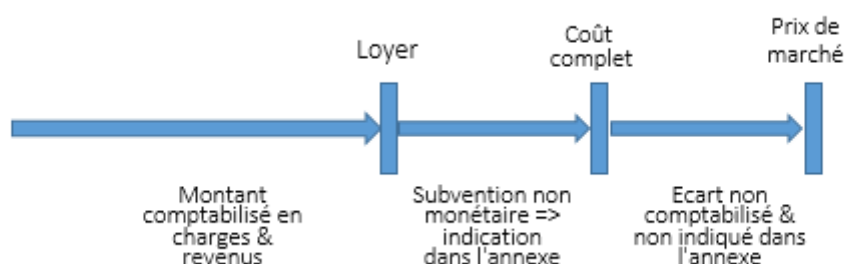 Loyer
Coût
complet
Prix de
marché
Montant
comptabilisé en
charges &
revenus
Subvention non
monétaire =>
indication
dans l'annexe
Ecart non
comptabilisé &
non indiqué dans
l'annexe